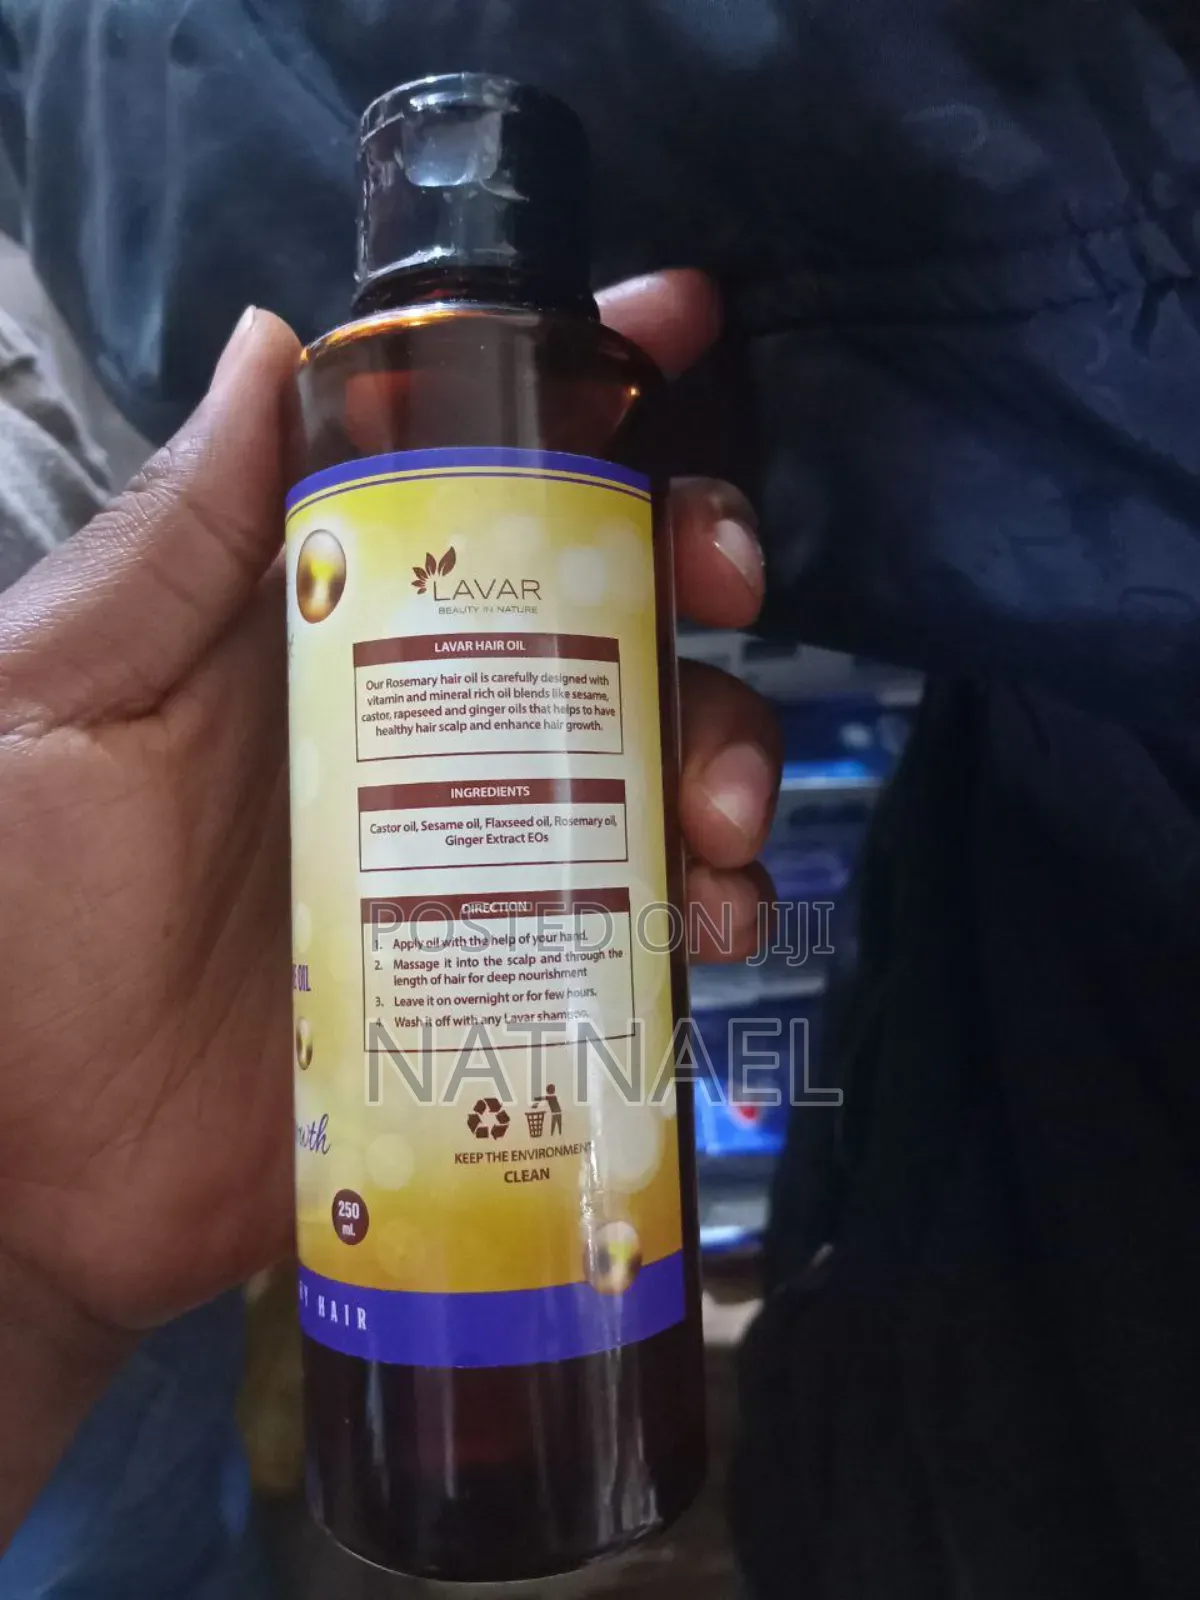 LAVAR
BEAUTY IN NATURE
LAVAR HAIR OIL
Our Rosemary hair oil is carefully designed with
vitamin and mineral rich oil blends like sesame,
castor, rapeseed and ginger oils that helps to have
healthy hair scalp and enhance hair growth.
INGREDIENTS
Castor oil, Sesame oil, Flaxseed oil, Rosemary oil,
Ginger Extract EOs
DIRECTION
1. Apply oil with the help of your hand.
2. Massage it into the scalp and through the
length of hair for deep nourishment
3. Leave it on overnight or for few hours.
4. Wash it off with any Lavar shampoo.
POSTED ON JIJI
NATNAEL
OIL
KEEP THE ENVIRONMENT
CLEAN
250
ml.
HAIR